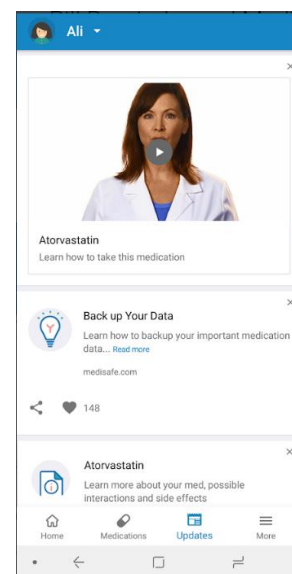 Ali
Atorvastatin
Learn how to take this medication
Back up Your Data
Learn how to backup your important medication
data... Read more
medisafe.com
148
Atorvastatin
Learn more about your med, possible
interactions and side effects
Home
Medications
Updates
More